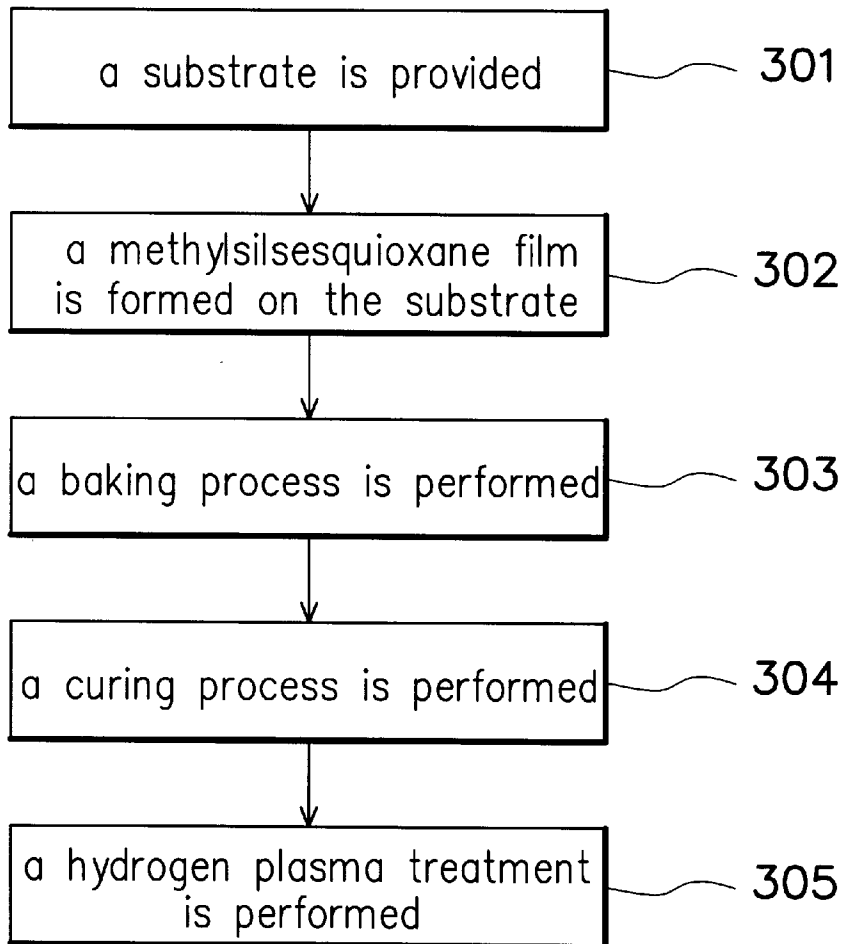 a substrate is provided
301
a methylsilsesquioxane film
is formed on the substrate
302
a baking process is performed
303
a curing process is performed
304
a hydrogen plasma treatment
is performed
305